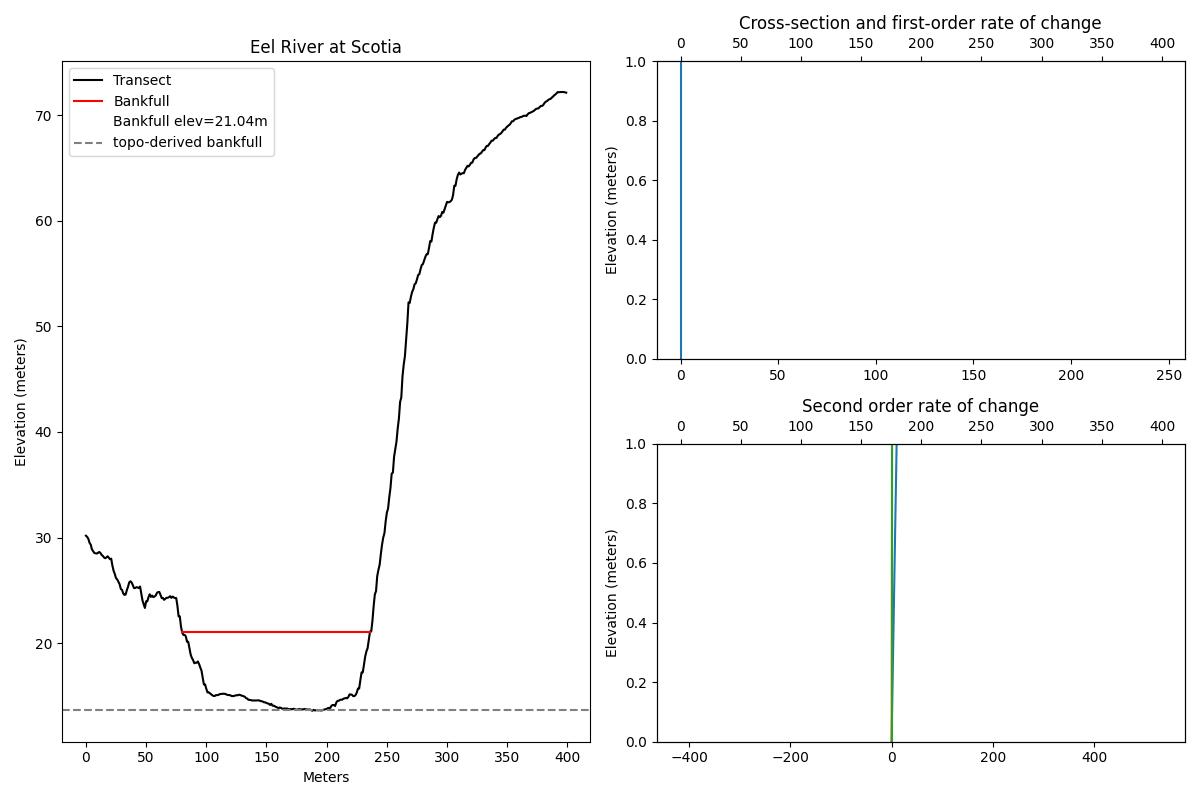 Eel River at Scotia
Transect
Bankfull
Bankfull elev=21.04m
topo-derived bankfull
Elevation (meters)
70
60
50
40
30
20
0 50 100 150 200 250 300 350 400
Meters
Cross-section and first-order rate of change
0 50 100 150 200 250 300 350 400
Elevation (meters)
1.0
0.8
0.6
0.4
0.2
0.0
0 50 100 150 200 250
Second order rate of change
0 50 100 150 200 250 300 350 400
Elevation (meters)
1.0
0.8
0.6
0.4
0.2
0.0
−400 −200 0 200 400